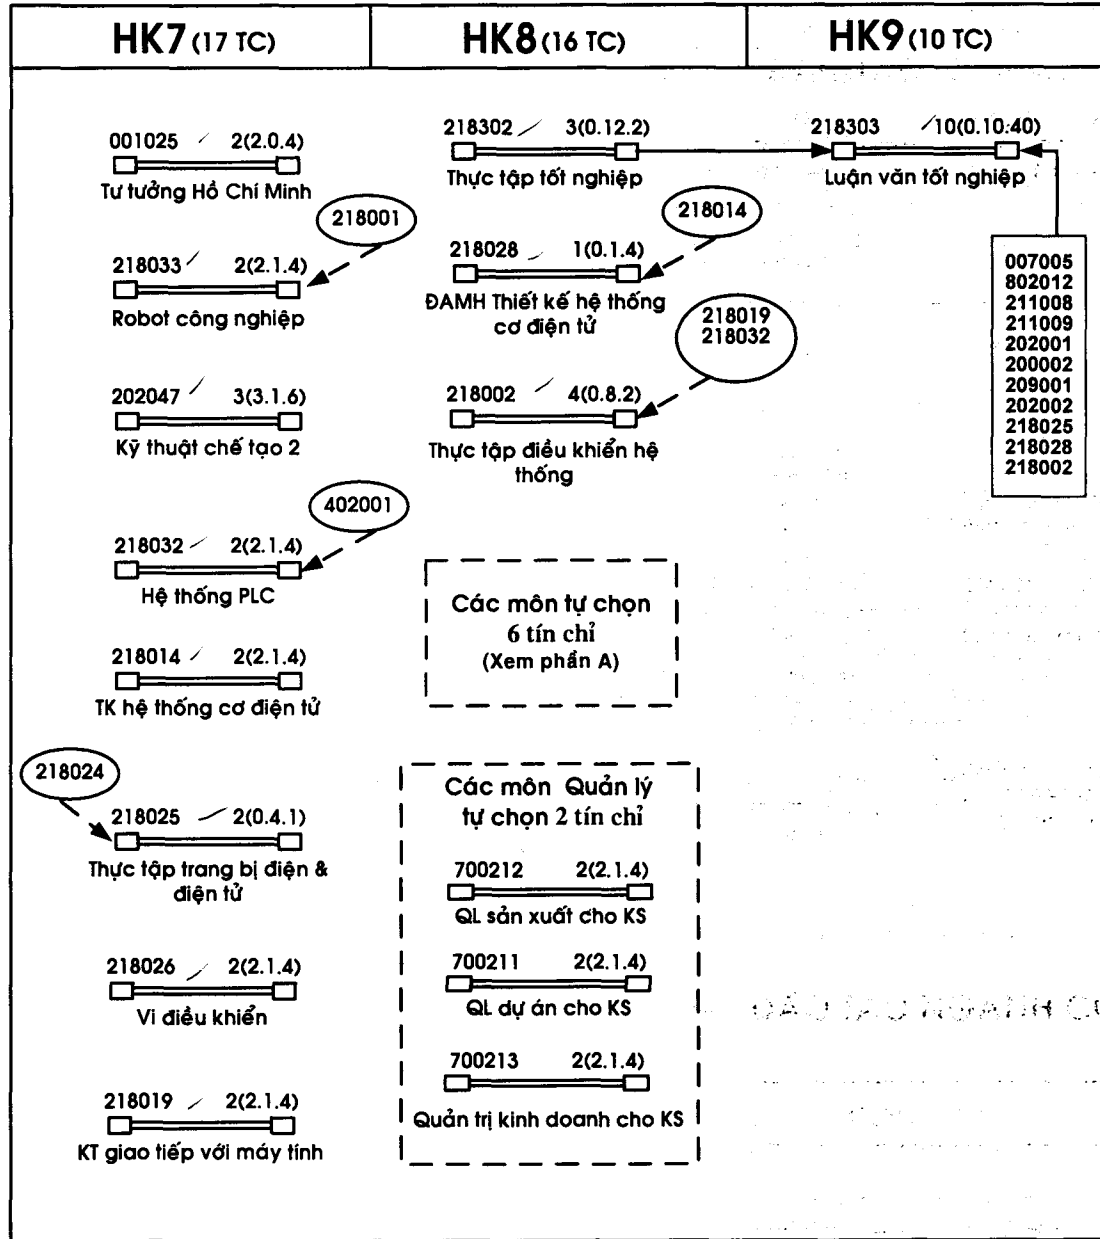 HK7 (17 TC)
HK8 (16 TC)
HK9 (10 TC)
001025 2(2.0.4)
Tư tưởng Hồ Chí Minh
218001
218033 2(2.1.4)
Robot công nghiệp
202047 3(3.1.6)
Kỹ thuật chế tạo 2
402001
218032 2(2.1.4)
Hệ thống PLC
218014 2(2.1.4)
TK hệ thống cơ điện tử
218024
218025 2(0.4.1)
Thực tập trang bị điện &
điện tử
218026 2(2.1.4)
Vi điều khiển
218019 2(2.1.4)
KT giao tiếp với máy tính
218302 3(0.12.2)
Thực tập tốt nghiệp
218014
218028 1(0.1.4)
ĐAMH Thiết kế hệ thống
cơ điện tử
218019
218032
218002 4(0.8.2)
Thực tập điều khiển hệ
thống
Các môn tự chọn
6 tín chỉ
(Xem phần A)
Các môn Quản lý
tự chọn 2 tín chỉ
700212 2(2.1.4)
QL sản xuất cho KS
700211 2(2.1.4)
QL dự án cho KS
700213 2(2.1.4)
Quản trị kinh doanh cho KS
218303 10(0.10.40)
Luận văn tốt nghiệp
007005
802012
211008
211009
202001
200002
209001
202002
218025
218028
218002